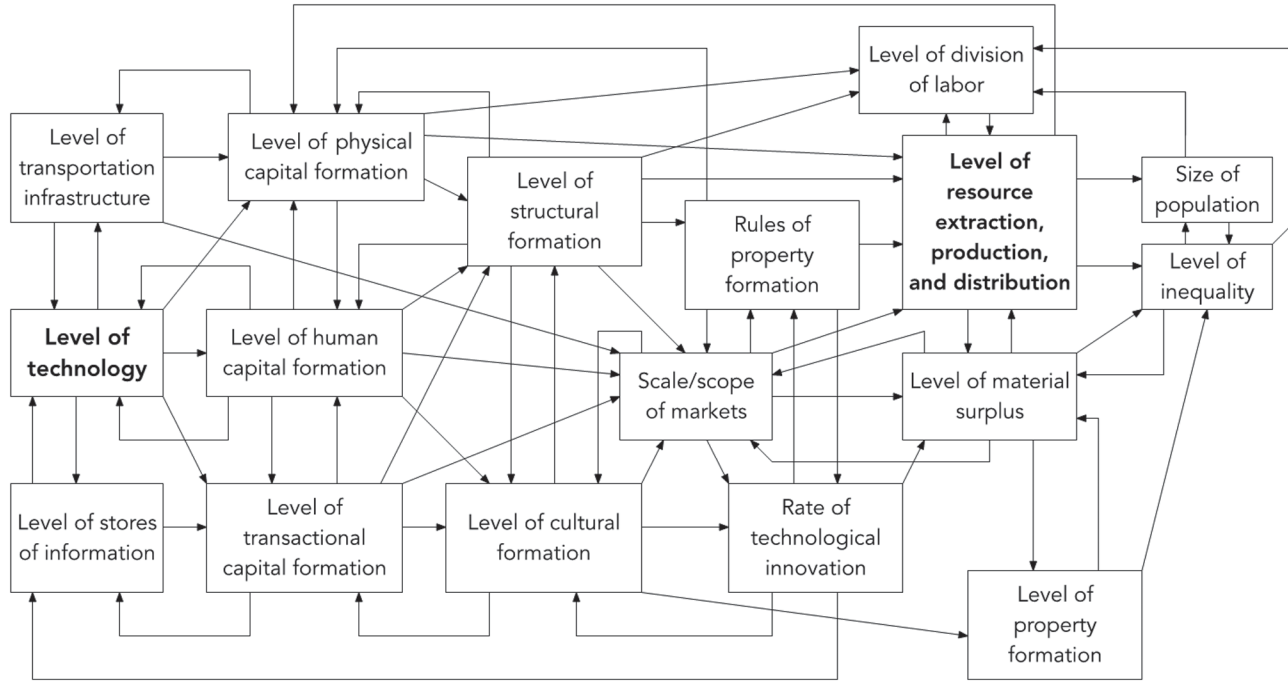 Level of division
of labor
Level of
transportation
infrastructure
Level of physical
capital formation
Level of
structural
formation
Rules of
property
formation
Level of
resource
extraction,
production,
and distribution
Size of
population
Level of
inequality
Level of
technology
Level of human
capital formation
Scale/scope
of markets
Level of material
surplus
Level of stores
of information
Level of
transactional
capital formation
Level of cultural
formation
Rate of
technological
innovation
Level of
property
formation